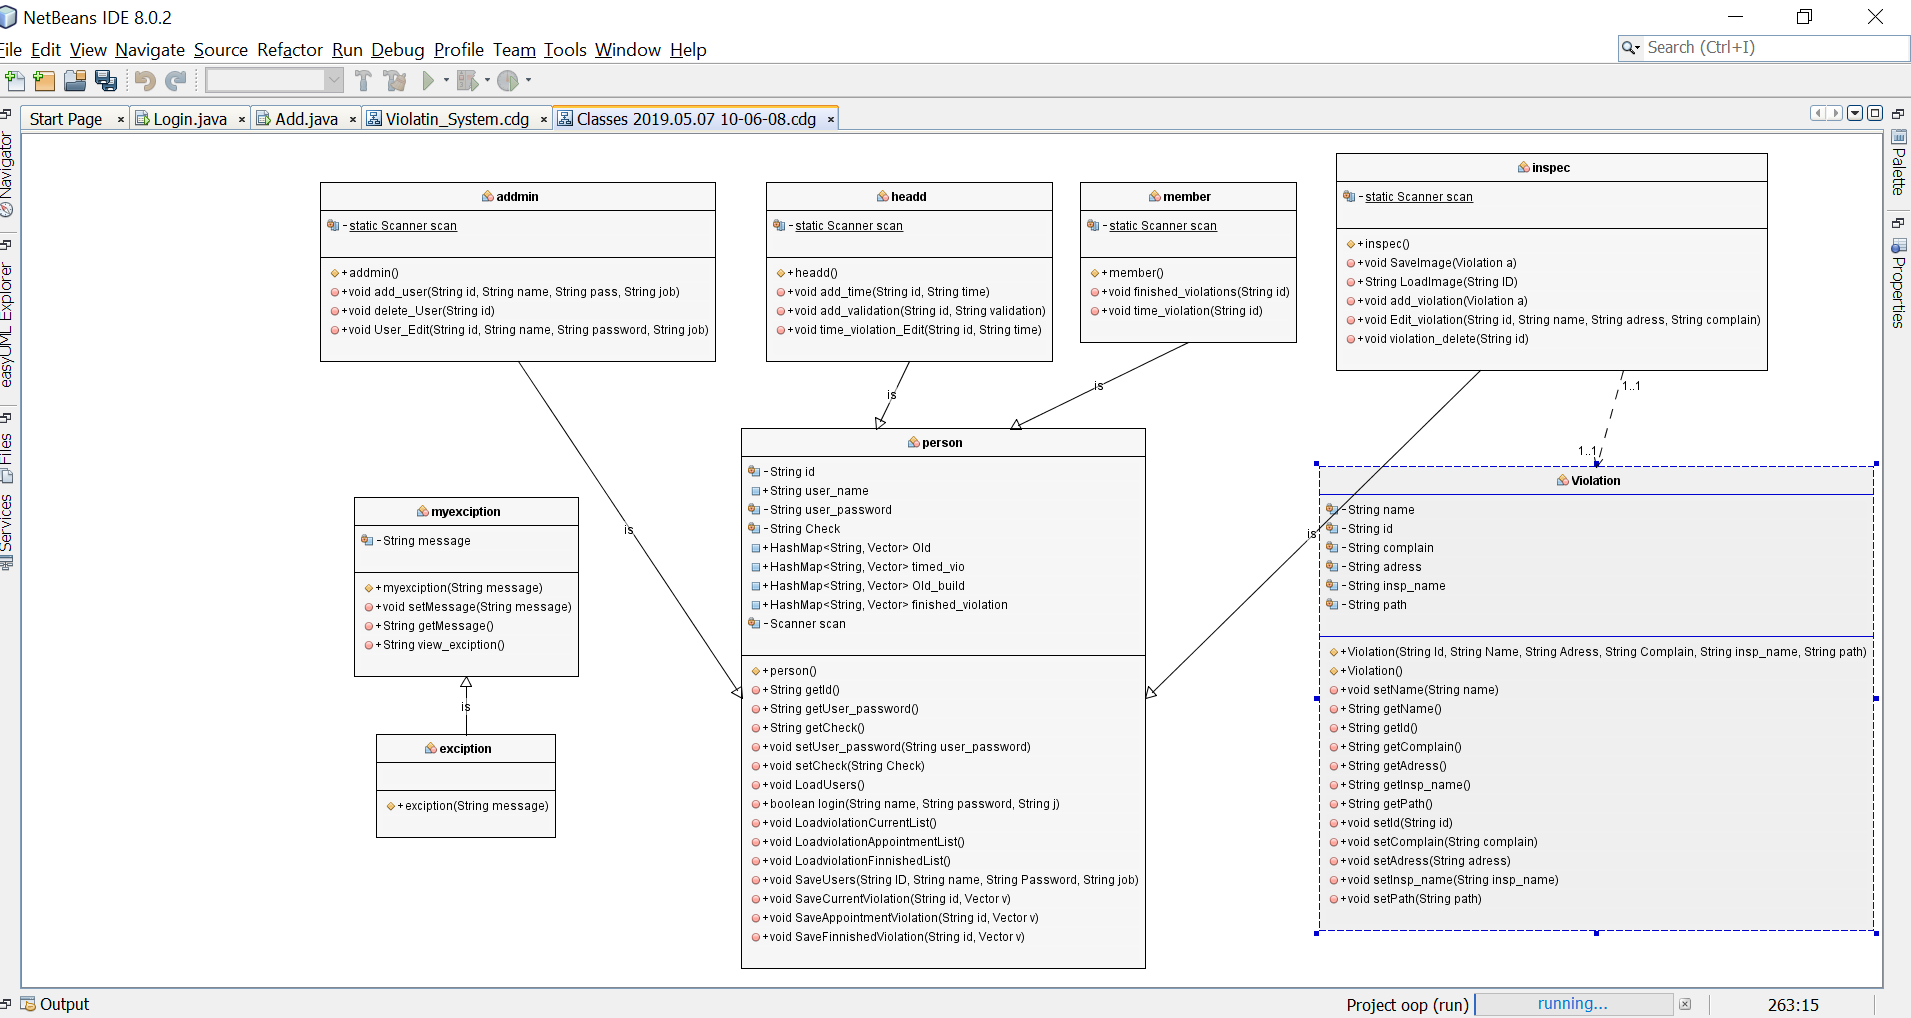 NetBeans IDE 8.0.2
File Edit View Navigate Source Refactor Run Debug Profile Team Tools Window Help
Search (Ctrl+I)
Start Page Login.java Add.java Violatin_System.cdg Classes 2019.05.07 10-06-08.cdg
Navigator
easyUML Explorer
Files
Services
Palette
Properties
addmin
- static Scanner scan
+ addmin()
+void add_user(String id, String name, String pass, String job)
+void delete_User(String id)
+void User_Edit(String id, String name, String password, String job)
headd
- static Scanner scan
+ headd()
+void add_time(String id, String time)
+void add_validation(String id, String validation)
+void time_violation_Edit(String id, String time)
member
- static Scanner scan
+ member()
+void finished_violations(String id)
+void time_violation(String id)
inspec
- static Scanner scan
+ inspec()
+void SaveImage(Violation a)
+ String LoadImage(String ID)
+void add_violation(Violation a)
+void Edit_violation(String id, String name, String adress, String complain)
+void violation_delete(String id)
is
is
is
is
1..1
1..1
person
- String id
+ String user_name
- String user_password
- String Check
+ HashMap<String, Vector> Old
+ HashMap<String, Vector> timed_vio
+ HashMap<String, Vector> Old_build
+ HashMap<String, Vector> finished_violation
- Scanner scan
+ person()
+ String getId()
+ String getUser_password()
+ String getCheck()
+void setUser_password(String user_password)
+void setCheck(String Check)
+void LoadUsers()
+ boolean login(String name, String password, String j)
+void LoadviolationCurrentList()
+void LoadviolationAppointmentList()
+void LoadviolationFinnishedList()
+void SaveUsers(String ID, String name, String Password, String job)
+void SaveCurrentViolation(String id, Vector v)
+void SaveAppointmentViolation(String id, Vector v)
+void SaveFinnishedViolation(String id, Vector v)
myexciption
- String message
+ myexciption(String message)
+void setMessage(String message)
+ String getMessage()
+ String view_exciption()
is
exciption
+ exciption(String message)
Violation
- String name
- String id
- String complain
- String adress
- String insp_name
- String path
+Violation(String Id, String Name, String Adress, String Complain, String insp_name, String path)
+Violation()
+void setName(String name)
+ String getName()
+ String getId()
+ String getComplain()
+ String getAdress()
+ String getInsp_name()
+ String getPath()
+void setId(String id)
+void setComplain(String complain)
+void setAdress(String adress)
+void setInsp_name(String insp_name)
+void setPath(String path)
Output
Project oop (run) running... 263:15